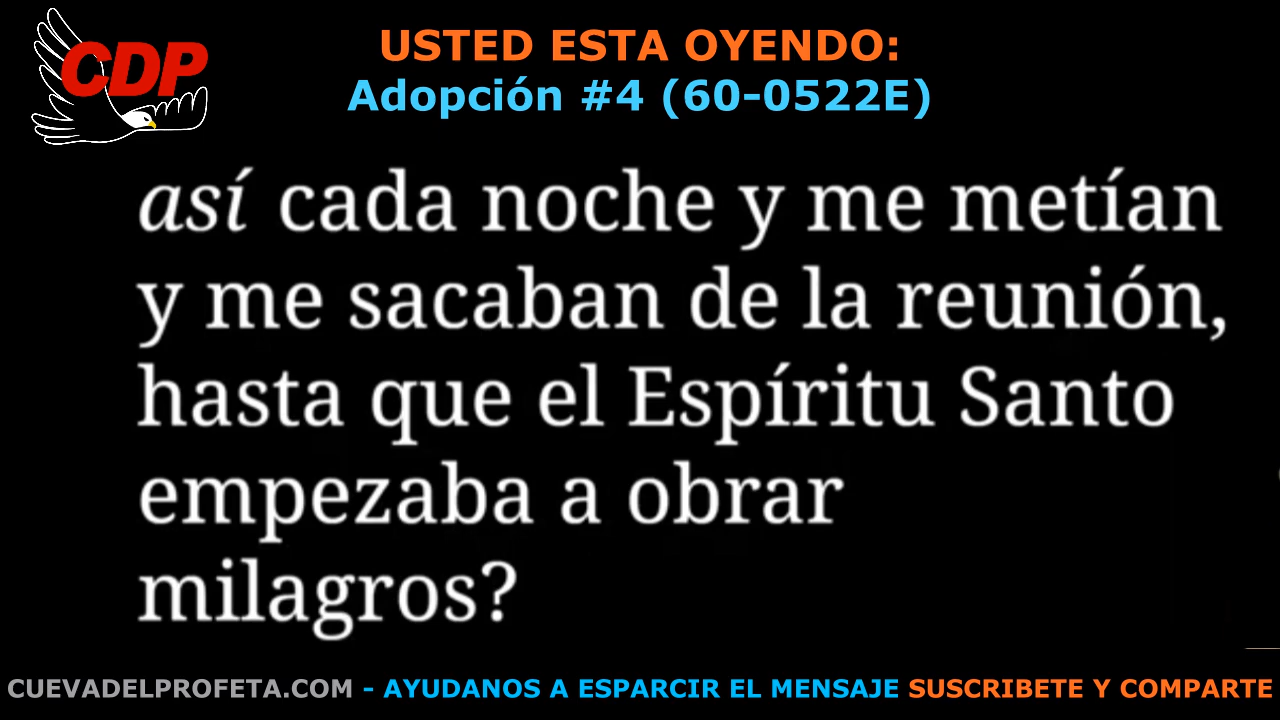 CDP
USTED ESTA OYENDO:
Adopción #4 (60-0522E)
así cada noche y me metían
y me sacaban de la reunión,
hasta que el Espíritu Santo
empezaba a obrar
milagros?
CUEVADELPROFETA.COM - AYUDANOS A ESPARCIR EL MENSAJE SUSCRIBETE Y COMPARTE